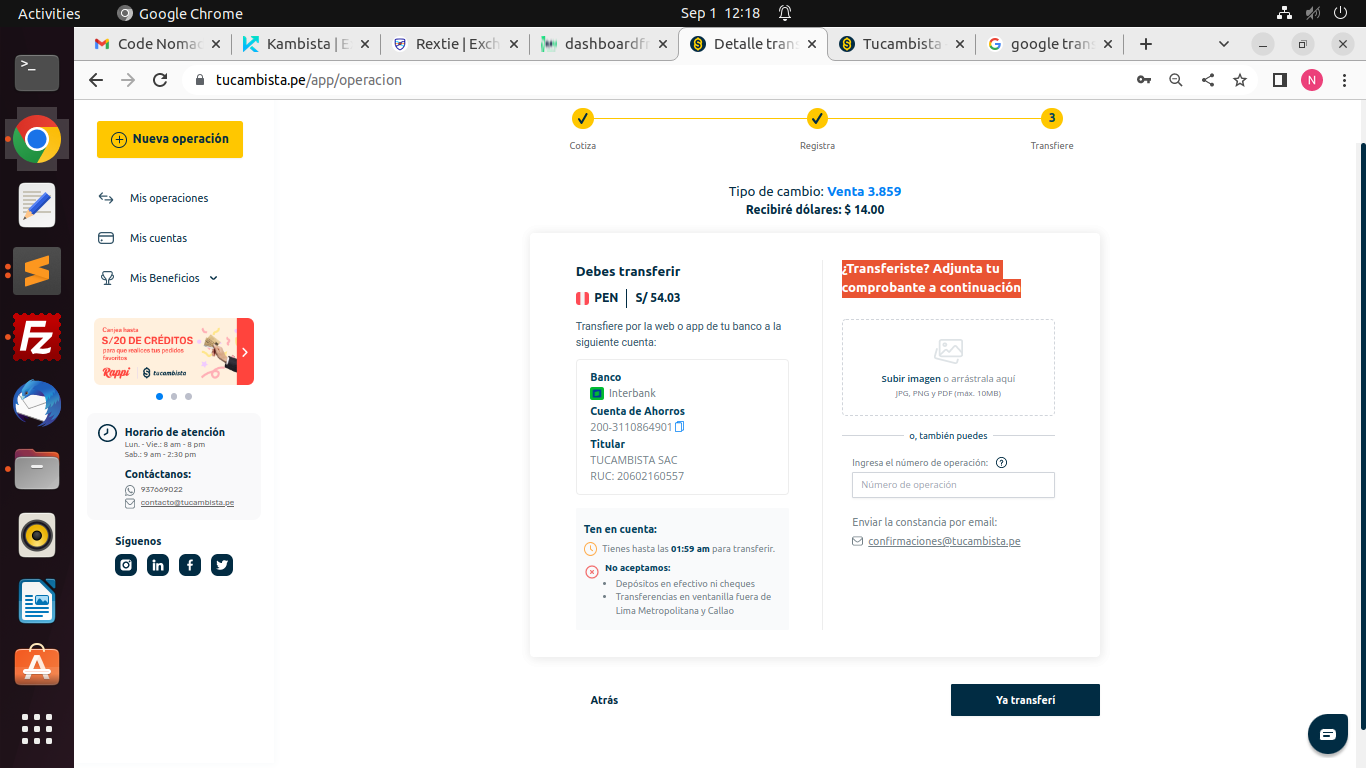 Activities
Google Chrome
Sep 1 12:18
Code Nomac
Kambista | Ex
Rextie | Exch
dashboardfr
Detalle trans
Tucambista
google trans
tucambista.pe/app/operacion
N
Nueva operación
Mis operaciones
Mis cuentas
Mis Beneficios
Canjea hasta
S/20 DE CRÉDITOS
para que realices tus pedidos
favoritos
Rappi
tucambista
Horario de atención
Lun. - Vie.: 8 am - 8 pm
Sab.: 9 am - 2:30 pm
Contáctanos:
937669022
contacto@tucambista.pe
Síguenos
3
Cotiza
Registra
Transfiere
Tipo de cambio: Venta 3.859
Recibiré dólares: $ 14.00
Debes transferir
PEN | S/ 54.03
Transfiere por la web o app de tu banco a la
siguiente cuenta:
Banco
Interbank
Cuenta de Ahorros
200-3110864901
Titular
TUCAMBISTA SAC
RUC: 20602160557
Ten en cuenta:
Tienes hasta las 01:59 am para transferir.
No aceptamos:
• Depósitos en efectivo ni cheques
• Transferencias en ventanilla fuera de
Lima Metropolitana y Callao
¿Transferiste? Adjunta tu
comprobante a continuación
Subir imagen o arrástrala aquí
JPG, PNG y PDF (máx. 10MB)
o, también puedes
Ingresa el número de operación:
Número de operación
Enviar la constancia por email:
confirmaciones@tucambista.pe
Atrás
Ya transferí